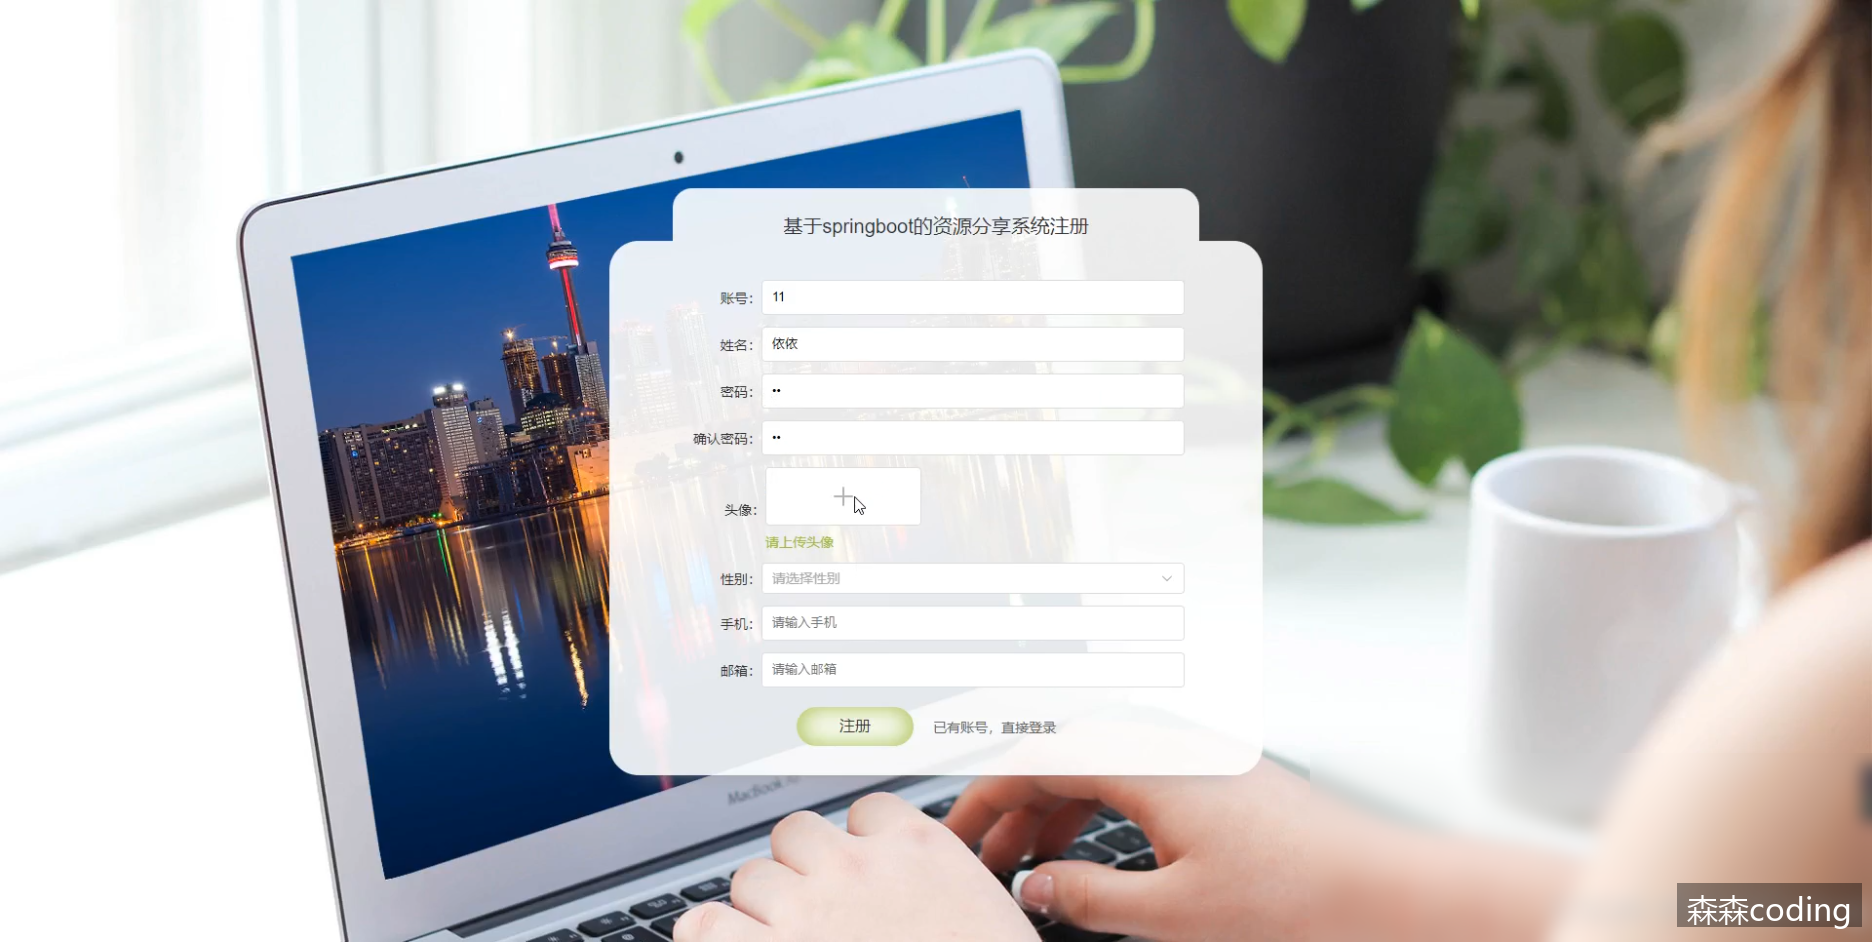 基于springboot的资源分享系统注册
账号： 11
姓名： 依依
密码： ••
确认密码： ••
头像：
请上传头像
性别： 请选择性别
手机： 请输入手机
邮箱： 请输入邮箱
注册 已有账号，直接登录
MacBook
森森coding